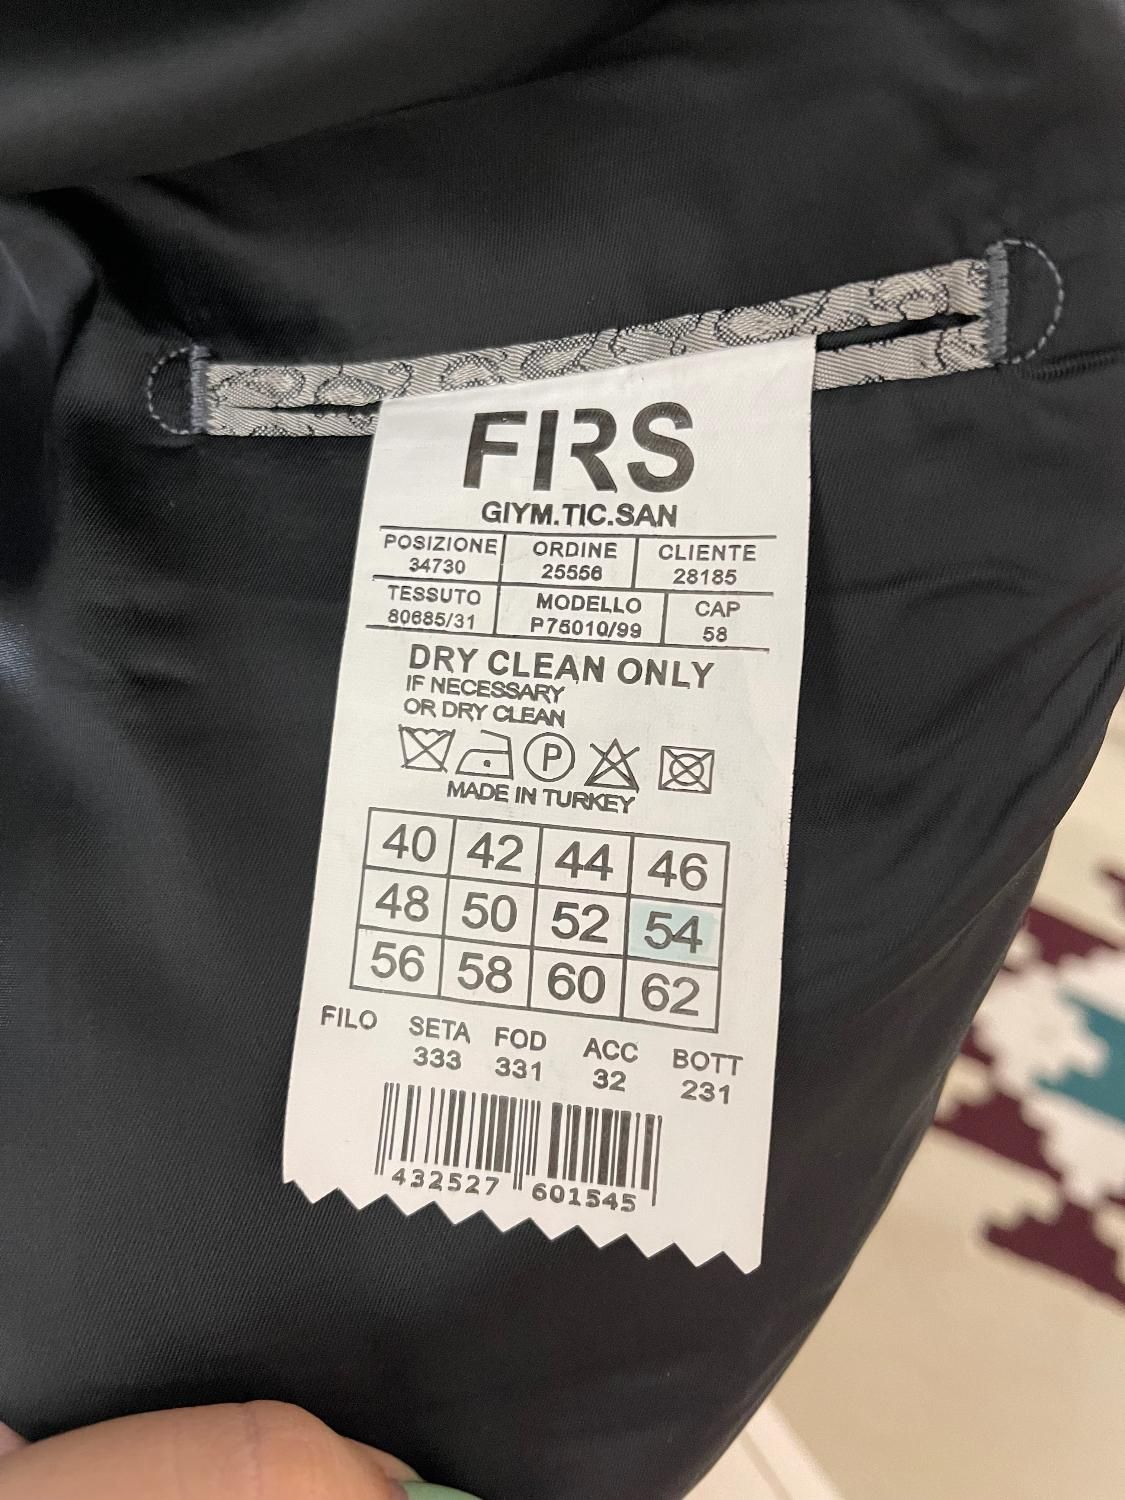 FIRS
GIYM.TIC.SAN
POSIZIONE ORDINE CLIENTE
34730 25556 28185
TESSUTO MODELLO CAP
80685/31 P75010/99 58
DRY CLEAN ONLY
IF NECESSARY
OR DRY CLEAN
P
MADE IN TURKEY
40 42 44 46
48 50 52 54
56 58 60 62
FILO SETA FOD ACC BOTT
333 331 32 231
432527 601545